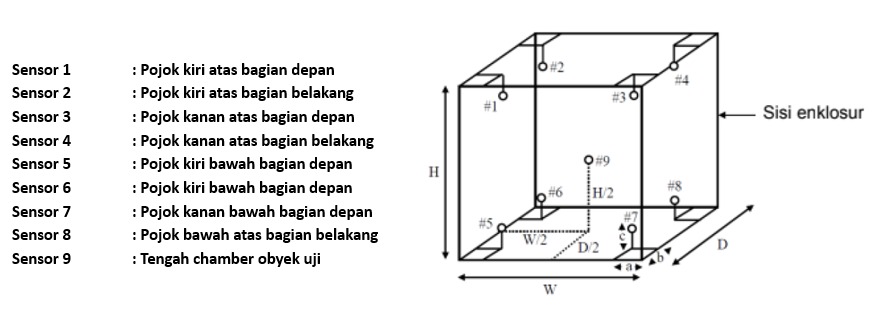 Sensor 1 : Pojok kiri atas bagian depan
Sensor 2 : Pojok kiri atas bagian belakang
Sensor 3 : Pojok kanan atas bagian depan
Sensor 4 : Pojok kanan atas bagian belakang
Sensor 5 : Pojok kiri bawah bagian depan
Sensor 6 : Pojok kiri bawah bagian depan
Sensor 7 : Pojok kanan bawah bagian depan
Sensor 8 : Pojok bawah atas bagian belakang
Sensor 9 : Tengah chamber obyek uji
#2
#4
#1
#3
Sisi enklosur
#9
H
#6
H/2
#8
#5
#7
W/2
c
D/2
D
a
b
W